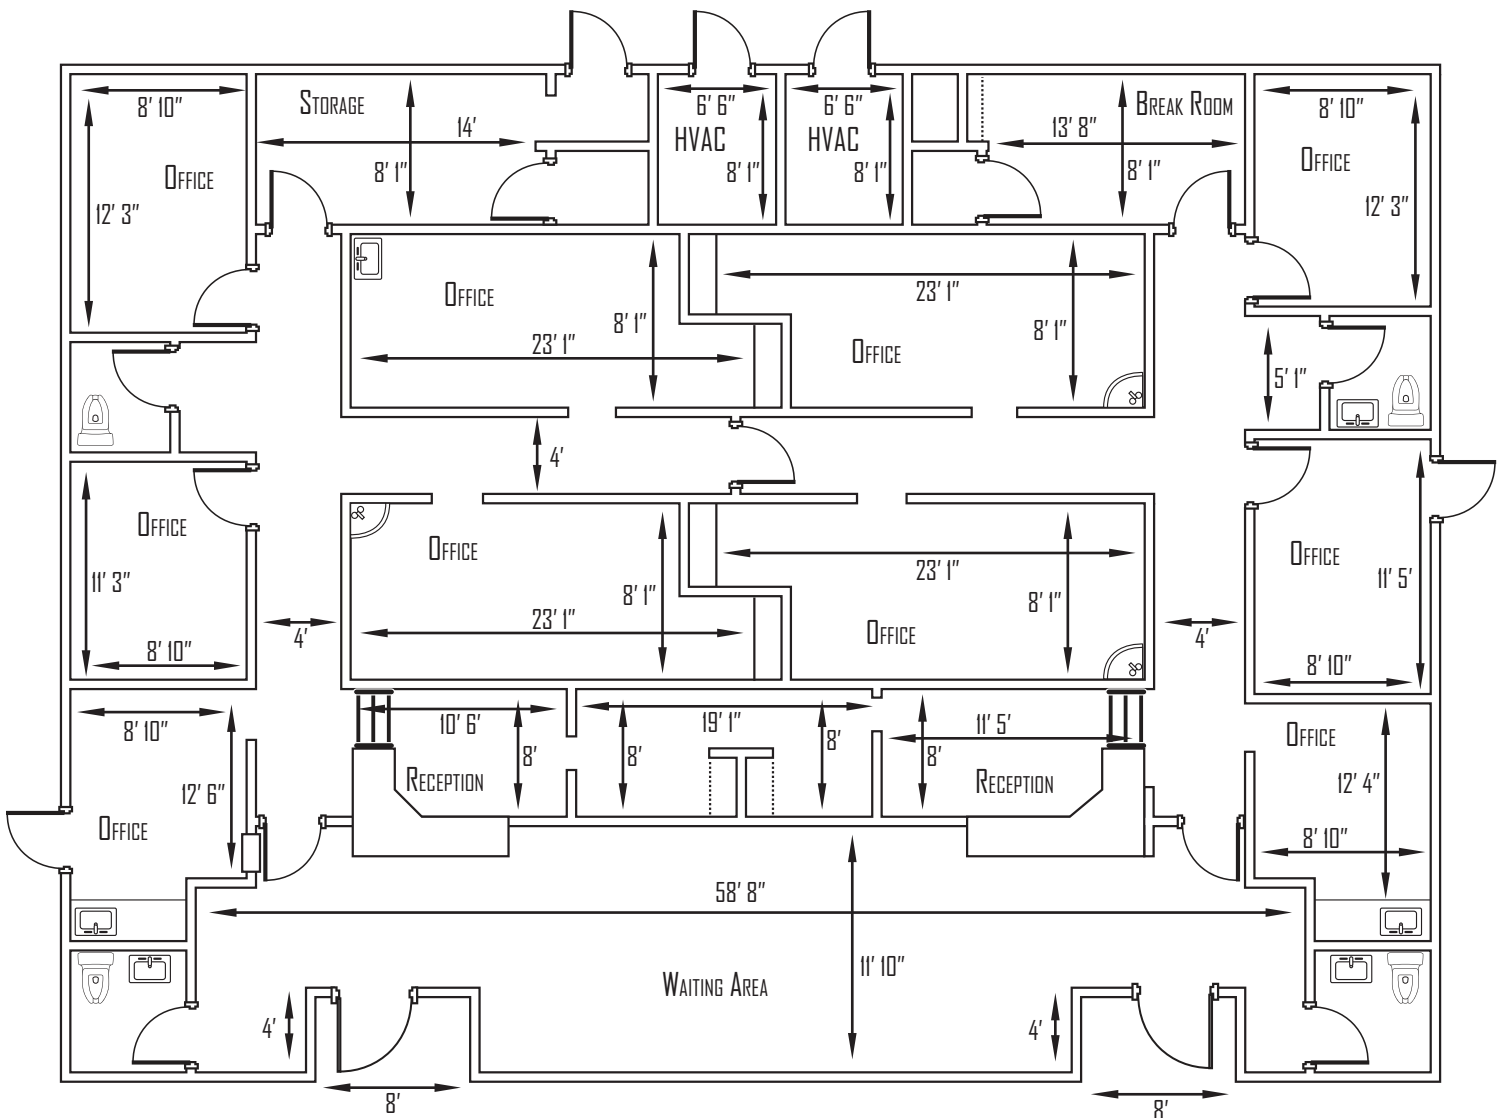 8' 10"
Storage
14'
8' 1"
6' 6"
HVAC
8' 1"
6' 6"
HVAC
8' 1"
13' 8"
Break Room
8' 1"
8' 10"
Office
12' 3"
Office
12' 3"
Office
8' 1"
23' 1"
23' 1"
Office
8' 1"
5' 1"
4'
Office
11' 3"
8' 10"
4'
Office
8' 1"
23' 1"
23' 1"
Office
8' 1"
4'
Office
11' 5'
8' 10"
8' 10"
12' 6"
Office
10' 6'
8'
Reception
8'
19' 1"
8'
8'
11' 5'
Reception
Office
12' 4"
8' 10"
58' 8"
11' 10"
Waiting Area
4'
8'
4'
8'